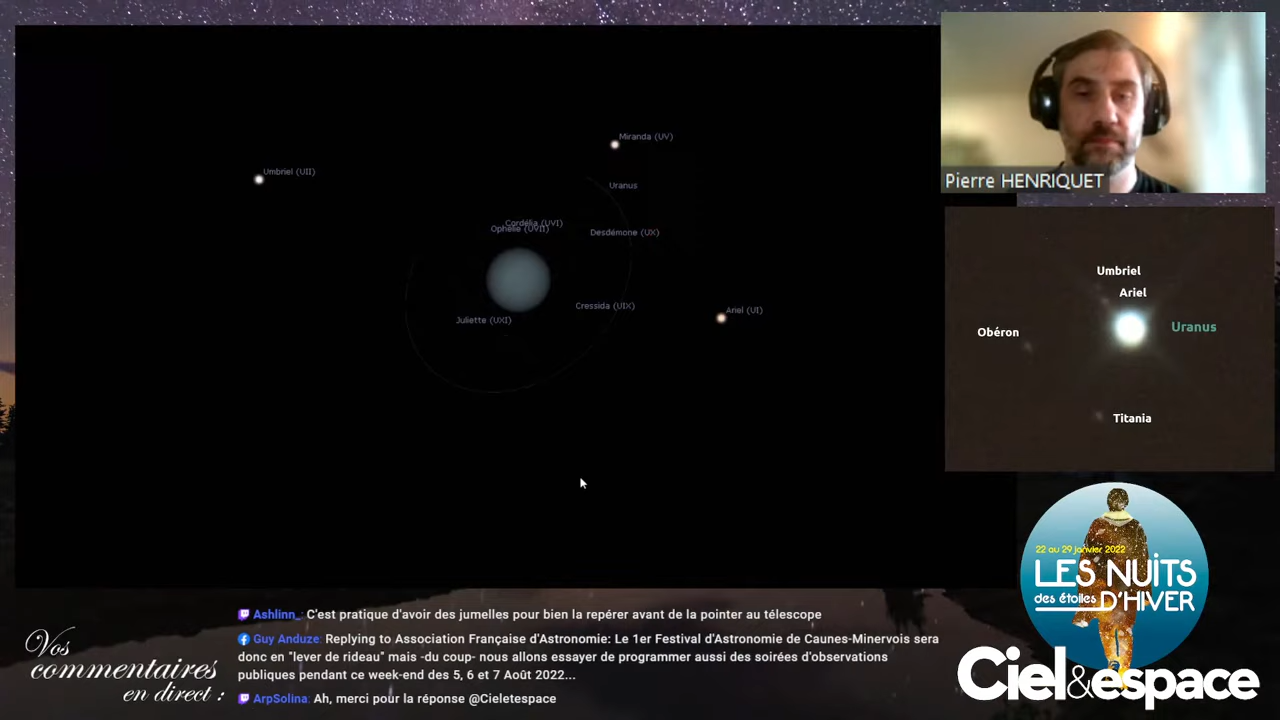 Miranda (UV)
Umbriel (UII)
Uranus
Cordélia (UVI)
Ophélie (UVII)
Desdémone (UX)
Cressida (UIX)
Ariel (UI)
Juliette (UXI)
Pierre HENRIQUET
Umbriel
Ariel
Obéron
Uranus
Titania
22 au 29 janvier 2022
LES NUITS
des étoiles D'HIVER
Ciel&espace
Vos
commentaires
en direct :
Ashlinn_: C'est pratique d'avoir des jumelles pour bien la repérer avant de la pointer au télescope
Guy Anduze: Replying to Association Française d'Astronomie: Le 1er Festival d'Astronomie de Caunes-Minervois sera
donc en "lever de rideau" mais -du coup- nous allons essayer de programmer aussi des soirées d'observations
publiques pendant ce week-end des 5, 6 et 7 Août 2022...
ArpSolina: Ah, merci pour la réponse @Cieletespace